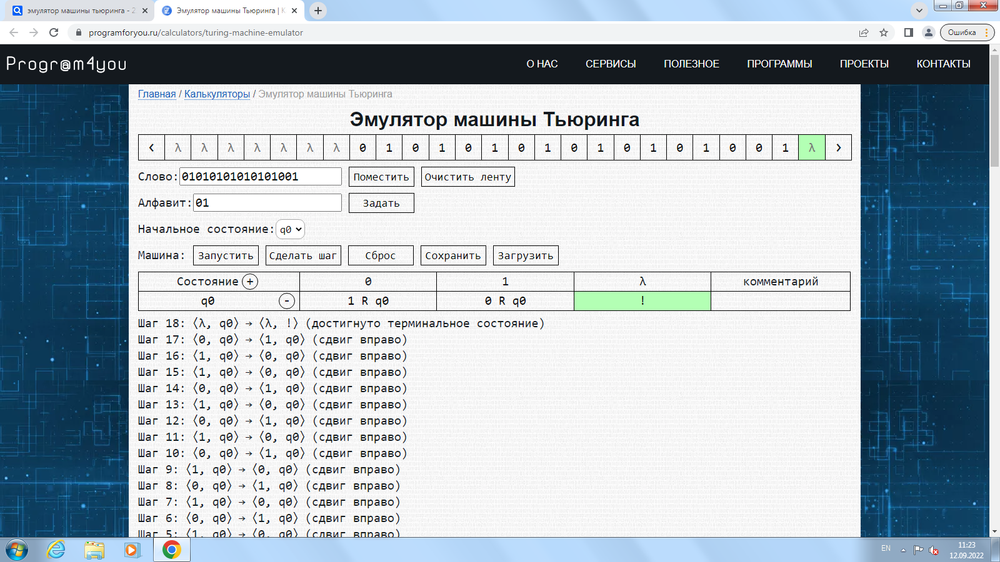 эмулятор машины тьюринга - 
Эмулятор машины Тьюринга | К
programforyou.ru/calculators/turing-machine-emulator
Ошибка
Progr@m4you
О НАС СЕРВИСЫ ПОЛЕЗНОЕ ПРОГРАММЫ ПРОЕКТЫ КОНТАКТЫ
Главная / Калькуляторы / Эмулятор машины Тьюринга
Эмулятор машины Тьюринга
< λ λ λ λ λ λ λ 0 1 0 1 0 1 0 1 0 1 0 1 0 1 0 0 1 λ >
Слово: 01010101010101001 Поместить Очистить ленту
Алфавит: 01 Задать
Начальное состояние: q0
Машина: Запустить Сделать шаг Сброс Сохранить Загрузить
Состояние + 0 1 λ комментарий
q0 - 1 R q0 0 R q0 !
Шаг 18: ⟨λ, q0⟩ → ⟨λ, !⟩ (достигнуто терминальное состояние)
Шаг 17: ⟨0, q0⟩ → ⟨1, q0⟩ (сдвиг вправо)
Шаг 16: ⟨1, q0⟩ → ⟨0, q0⟩ (сдвиг вправо)
Шаг 15: ⟨1, q0⟩ → ⟨0, q0⟩ (сдвиг вправо)
Шаг 14: ⟨0, q0⟩ → ⟨1, q0⟩ (сдвиг вправо)
Шаг 13: ⟨1, q0⟩ → ⟨0, q0⟩ (сдвиг вправо)
Шаг 12: ⟨0, q0⟩ → ⟨1, q0⟩ (сдвиг вправо)
Шаг 11: ⟨1, q0⟩ → ⟨0, q0⟩ (сдвиг вправо)
Шаг 10: ⟨0, q0⟩ → ⟨1, q0⟩ (сдвиг вправо)
Шаг 9: ⟨1, q0⟩ → ⟨0, q0⟩ (сдвиг вправо)
Шаг 8: ⟨0, q0⟩ → ⟨1, q0⟩ (сдвиг вправо)
Шаг 7: ⟨1, q0⟩ → ⟨0, q0⟩ (сдвиг вправо)
Шаг 6: ⟨0, q0⟩ → ⟨1, q0⟩ (сдвиг вправо)
Шаг 5: ⟨1, q0⟩ → ⟨0, q0⟩ (сдвиг вправо)
EN
11:23
12.09.2022